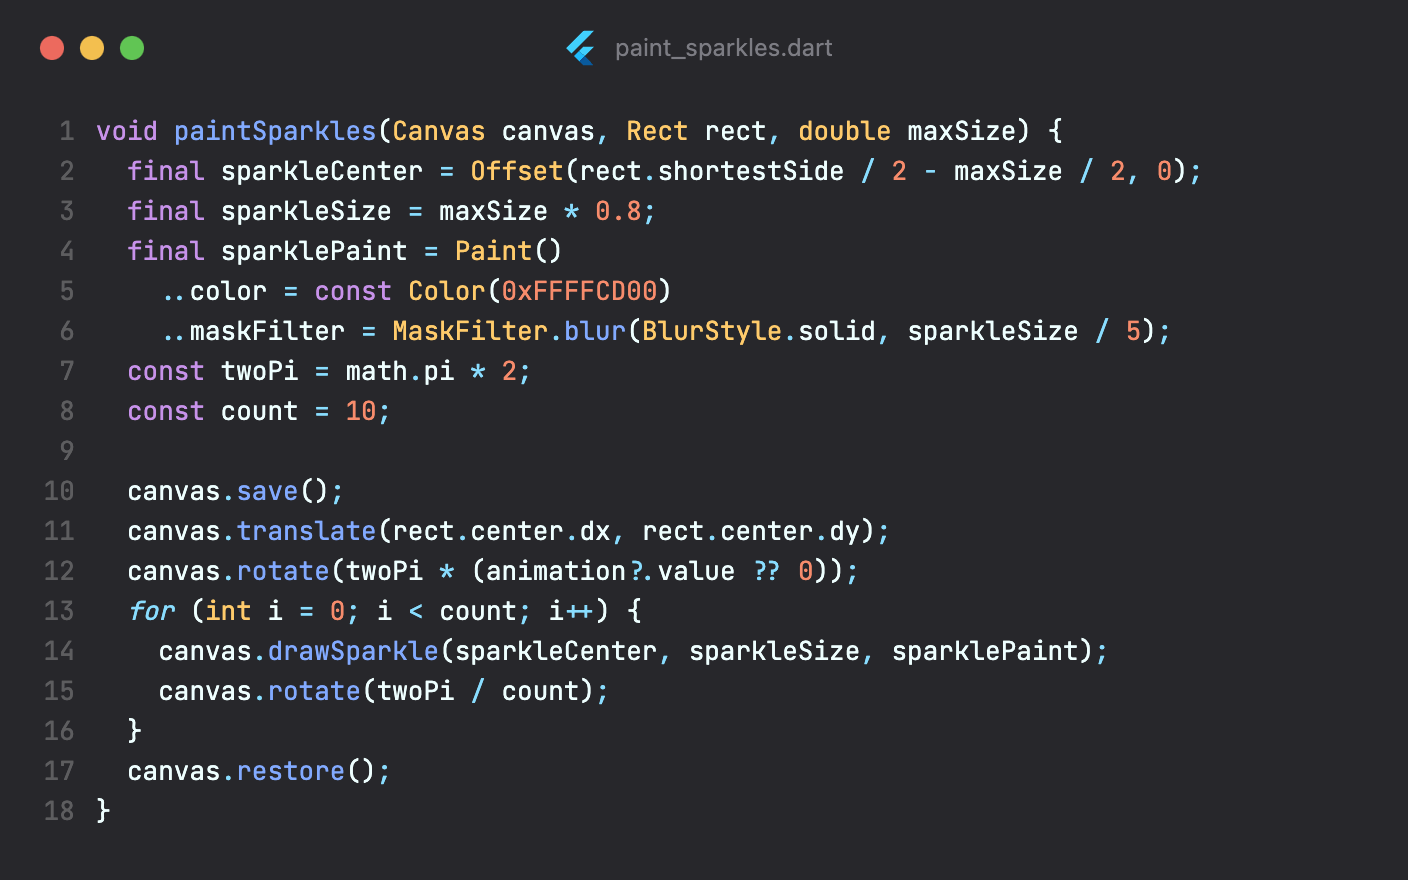 paint_sparkles.dart
1 void paintSparkles(Canvas canvas, Rect rect, double maxSize) {
2   final sparkleCenter = Offset(rect.shortestSide / 2 - maxSize / 2, 0);
3   final sparkleSize = maxSize * 0.8;
4   final sparklePaint = Paint()
5     ..color = const Color(0xFFFFCD00)
6     ..maskFilter = MaskFilter.blur(BlurStyle.solid, sparkleSize / 5);
7   const twoPi = math.pi * 2;
8   const count = 10;
9
10   canvas.save();
11   canvas.translate(rect.center.dx, rect.center.dy);
12   canvas.rotate(twoPi * (animation?.value ?? 0));
13   for (int i = 0; i < count; i++) {
14     canvas.drawSparkle(sparkleCenter, sparkleSize, sparklePaint);
15     canvas.rotate(twoPi / count);
16   }
17   canvas.restore();
18 }